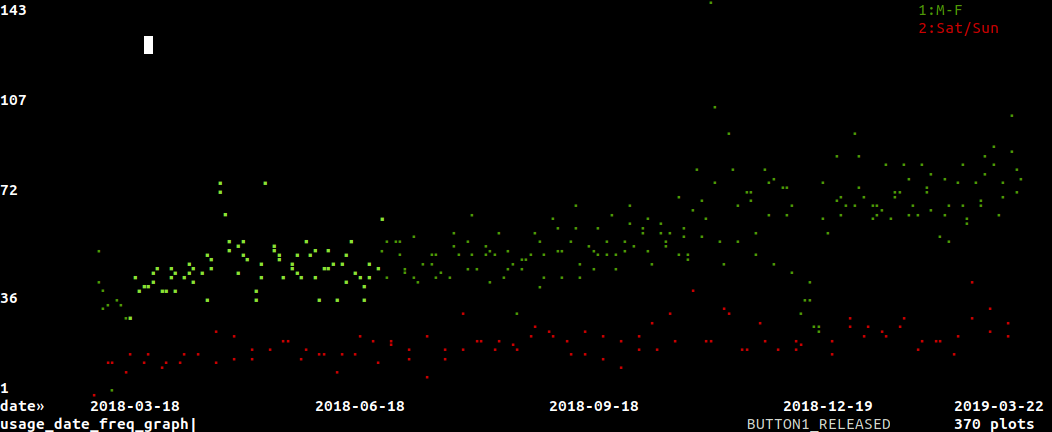 143
1:M-F
2:Sat/Sun
107
72
36
1
date» 2018-03-18 2018-06-18 2018-09-18 2018-12-19 2019-03-22
usage_date_freq_graph| BUTTON1_RELEASED 370 plots